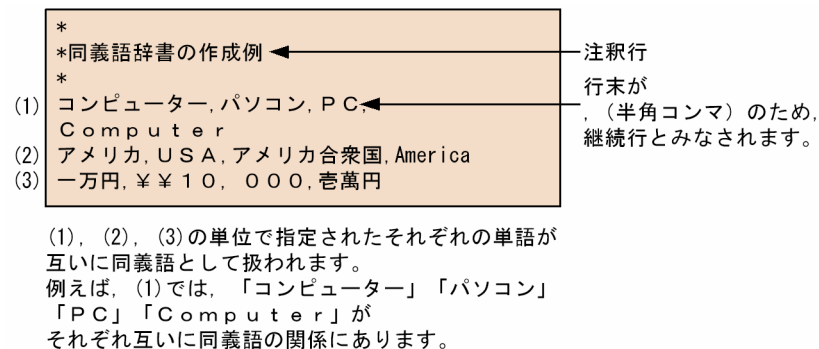 *
*同義語辞書の作成例
注釈行
*
(1) コンピューター,パソコン,ＰＣ,
Ｃｏｍｐｕｔｅｒ
行末が
,（半角コンマ）のため,
継続行とみなされます。
(2) アメリカ,ＵＳＡ,アメリカ合衆国,America
(3) 一万円,￥￥１０，０００,壱萬円
(1), (2), (3)の単位で指定されたそれぞれの単語が
互いに同義語として扱われます。
例えば, (1)では, 「コンピューター」「パソコン」
「ＰＣ」「Ｃｏｍｐｕｔｅｒ」が
それぞれ互いに同義語の関係にあります。